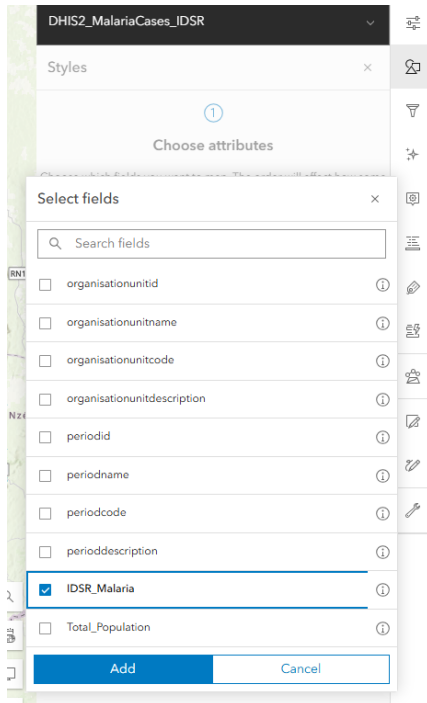 DHIS2_MalariaCases_IDSR
Styles
1
Choose attributes
Select fields
Search fields
organisationunitid
organisationunitname
organisationunitcode
organisationunitdescription
periodid
periodname
periodcode
perioddescription
IDSR_Malaria
Total_Population
Add
Cancel
RN1
Nzé